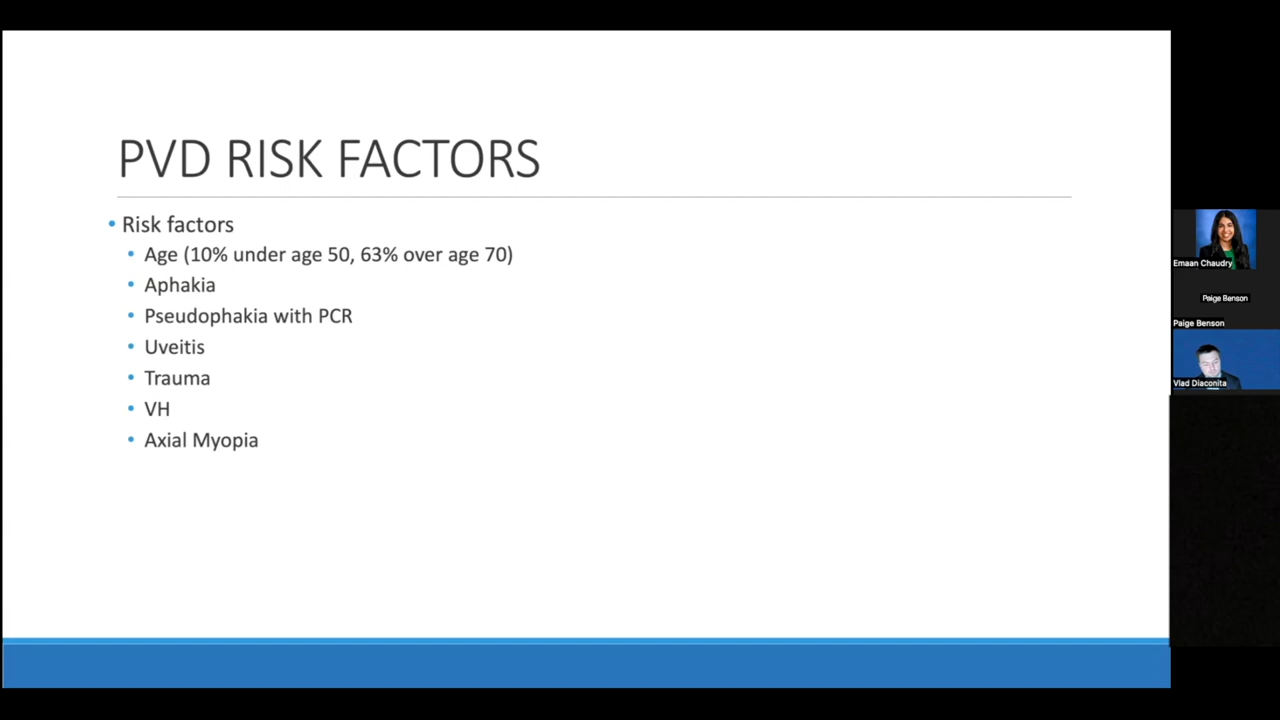 PVD RISK FACTORS
• Risk factors
• Age (10% under age 50, 63% over age 70)
• Aphakia
• Pseudophakia with PCR
• Uveitis
• Trauma
• VH
• Axial Myopia
Emaan Chaudry
Paige Benson
Paige Benson
Vlad Diaconita